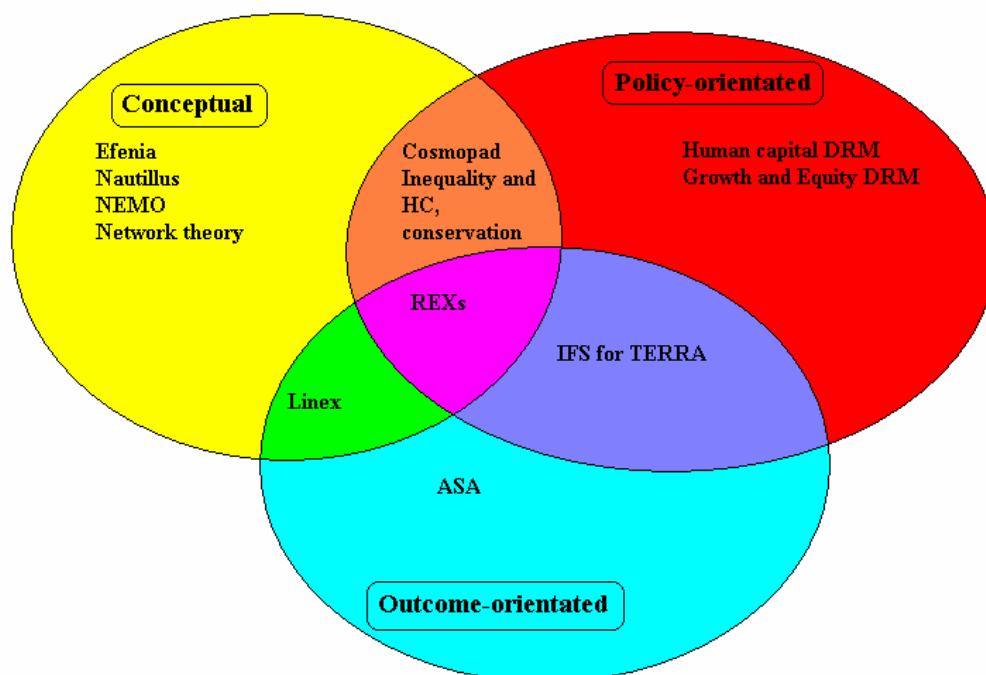 Conceptual
Efenia
Nautillus
NEMO
Network theory
Cosmopad
Inequality and
HC,
conservation
Policy-orientated
Human capital DRM
Growth and Equity DRM
REXs
IFS for TERRA
Linex
ASA
Outcome-orientated